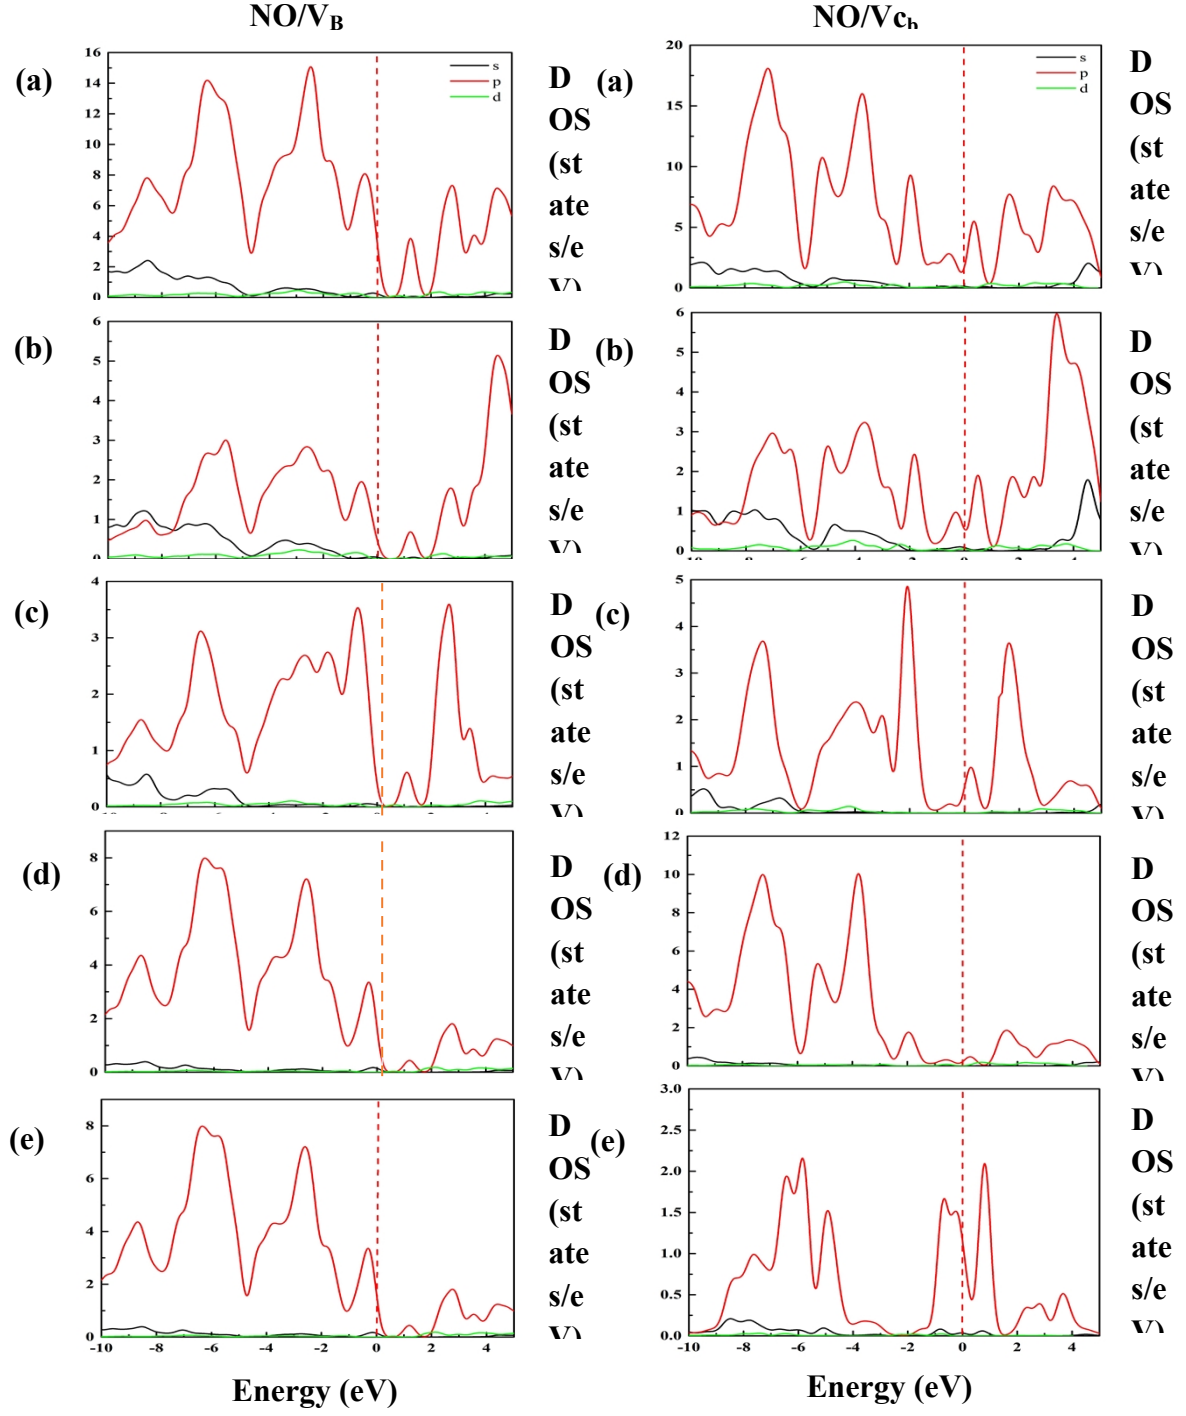 NO/VB NO/Vcb
(a) 16 14 12 10 8 6 4 2 0 s p d
D
OS
(st
ate
s/e
V)
(a) 20 15 10 5 0 s p d
D
OS
(st
ate
s/e
V)
(b) 6 5 4 3 2 1 0
D
OS
(st
ate
s/e
V)
(b) 6 5 4 3 2 1 0
D
OS
(st
ate
s/e
V)
(c) 4 3 2 1 0
D
OS
(st
ate
s/e
V)
(c) 5 4 3 2 1 0
D
OS
(st
ate
s/e
V)
(d) 8 6 4 2 0
D
OS
(st
ate
s/e
V)
(d) 12 10 8 6 4 2 0
D
OS
(st
ate
s/e
V)
(e) 8 6 4 2 0
D
OS
(st
ate
s/e
V)
(e) 3.0 2.5 2.0 1.5 1.0 0.5 0.0
D
OS
(st
ate
s/e
V)
-10 -8 -6 -4 -2 0 2 4
-10 -8 -6 -4 -2 0 2 4
Energy (eV) Energy (eV)